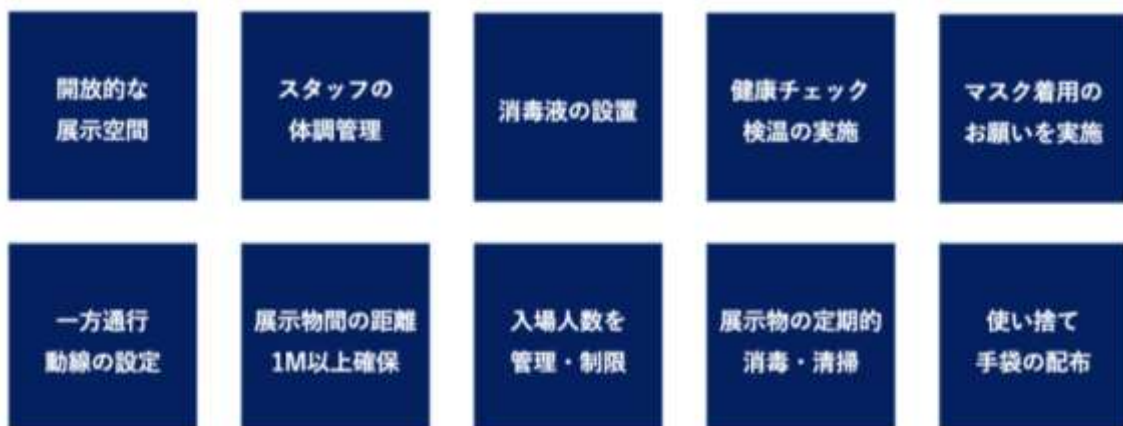 開放的な
展示空間
スタッフの
体調管理
消毒液の設置
健康チェック
検温の実施
マスク着用の
お願いを実施
一方通行
動線の設定
展示物間の距離
1M以上確保
入場人数を
管理・制限
展示物の定期的
消毒・清掃
使い捨て
手袋の配布